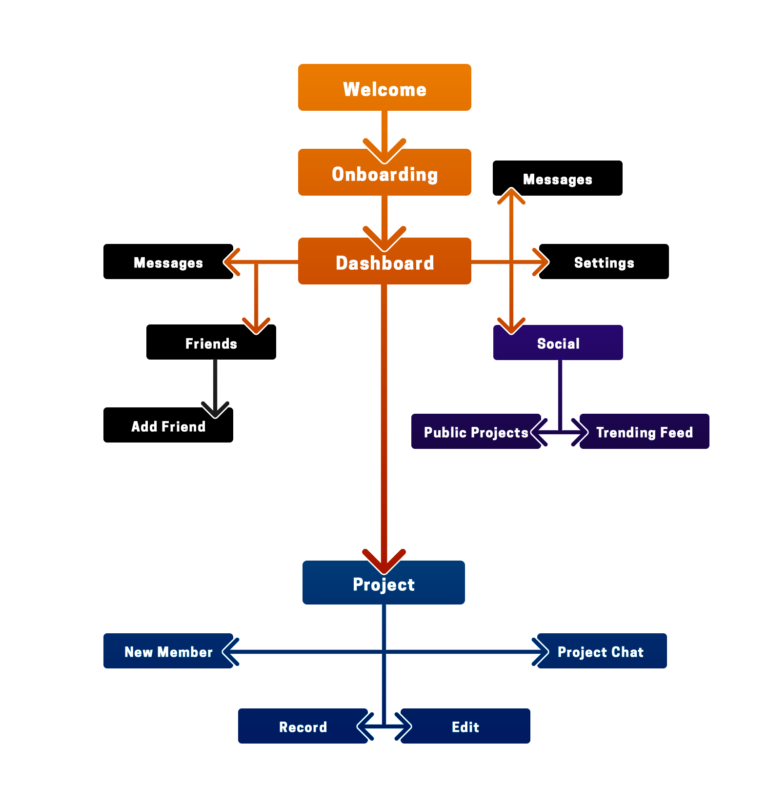 Welcome
Onboarding
Messages
Messages
Dashboard
Settings
Friends
Social
Add Friend
Public Projects
Trending Feed
Project
New Member
Project Chat
Record
Edit